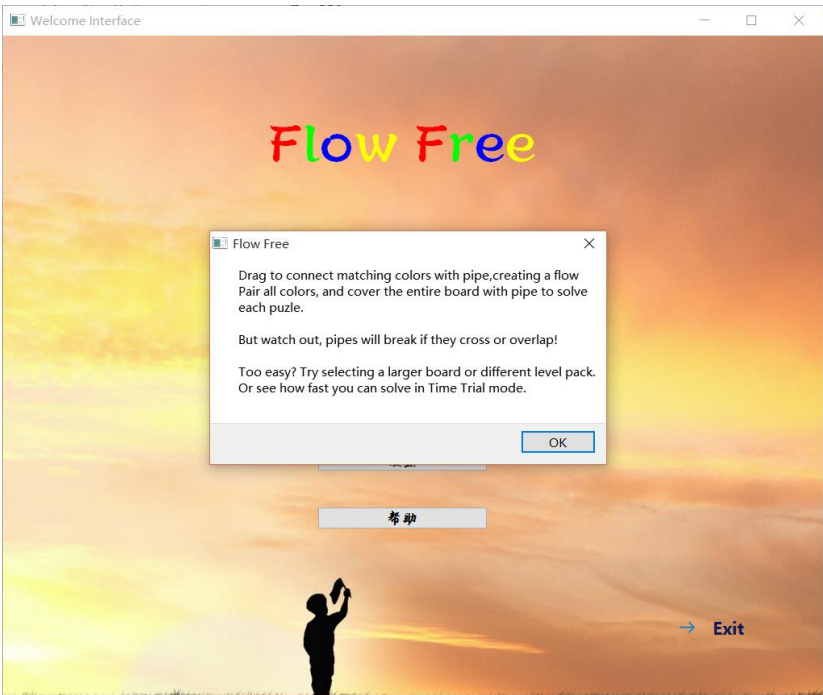 Welcome Interface
Flow Free
Flow Free
Drag to connect matching colors with pipe,creating a flow
Pair all colors, and cover the entire board with pipe to solve
each puzle.
But watch out, pipes will break if they cross or overlap!
Too easy? Try selecting a larger board or different level pack.
Or see how fast you can solve in Time Trial mode.
OK
帮助
Exit